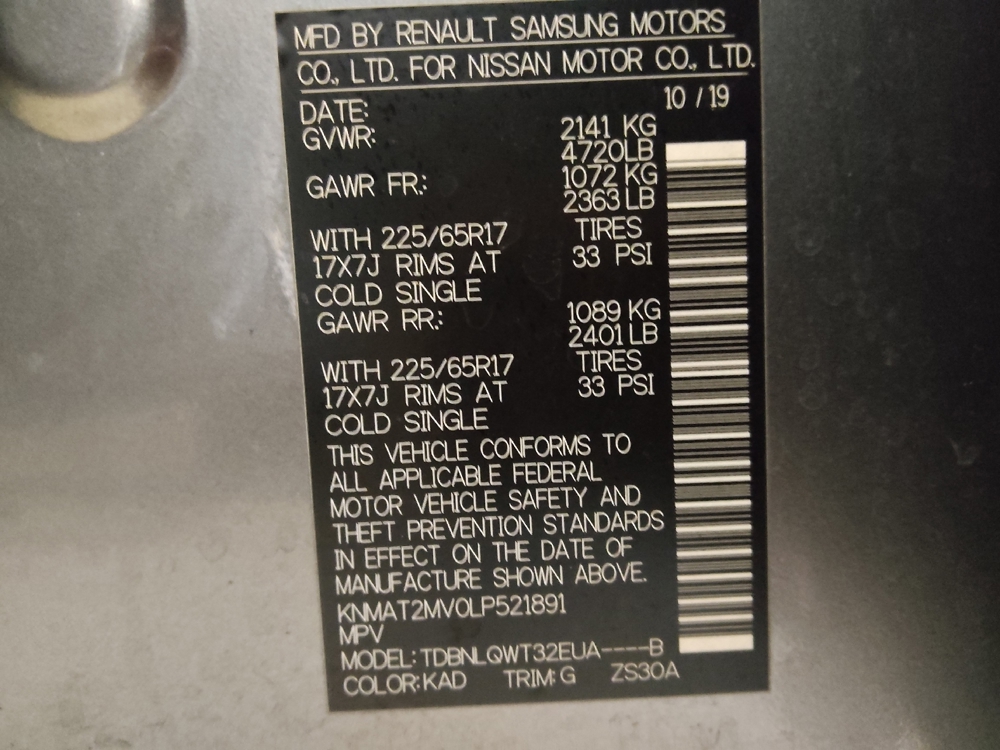 MFD BY RENAULT SAMSUNG MOTORS
CO., LTD. FOR NISSAN MOTOR CO., LTD.
DATE: 10 / 19
GVWR: 2141 KG
4720LB
GAWR FR.: 1072 KG
2363 LB
WITH 225/65R17 TIRES
17X7J RIMS AT 33 PSI
COLD SINGLE
GAWR RR.: 1089 KG
2401 LB
WITH 225/65R17 TIRES
17X7J RIMS AT 33 PSI
COLD SINGLE
THIS VEHICLE CONFORMS TO
ALL APPLICABLE FEDERAL
MOTOR VEHICLE SAFETY AND
THEFT PREVENTION STANDARDS
IN EFFECT ON THE DATE OF
MANUFACTURE SHOWN ABOVE.
KNMAT2MV0LP521891
MPV
MODEL: TDBNLQWT32EUA----B
COLOR:KAD TRIM:G ZS30A